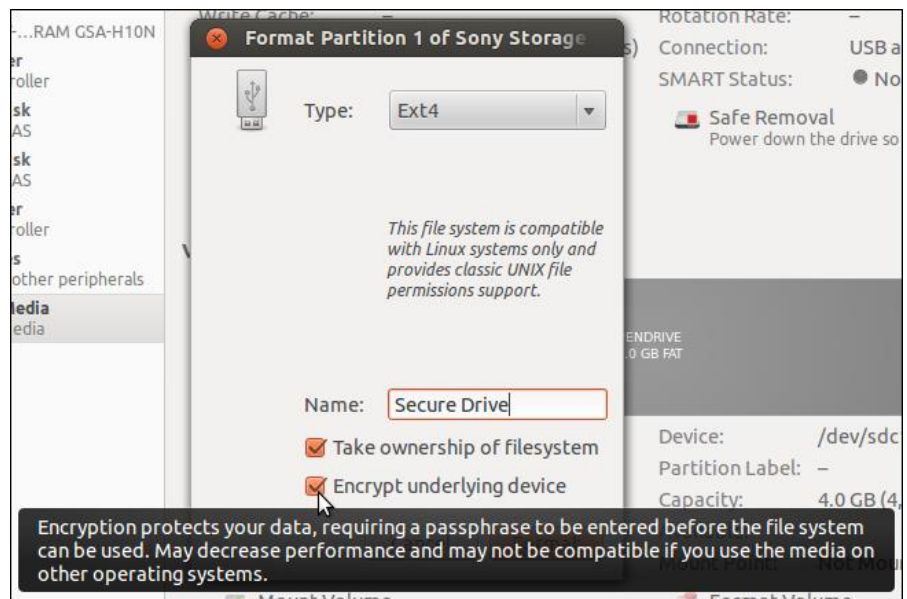 Write Cache: –
Rotation Rate: –
-...RAM GSA-H10N
Format Partition 1 of Sony Storage
s)
Connection: USB a
er
roller
SMART Status: No
sk
AS
Type: Ext4
Safe Removal
Power down the drive so
sk
AS
er
roller
This file system is compatible
with Linux systems only and
provides classic UNIX file
permissions support.
s
other peripherals
Media
edia
ENDRIVE
.0 GB FAT
Name: Secure Drive
Take ownership of filesystem
Encrypt underlying device
Device: /dev/sdc
Partition Label: –
Capacity: 4.0 GB (4,
Encryption protects your data, requiring a passphrase to be entered before the file system
can be used. May decrease performance and may not be compatible if you use the media on
other operating systems.
Mount Point: Not Mou
Mount Volume
Format Volume